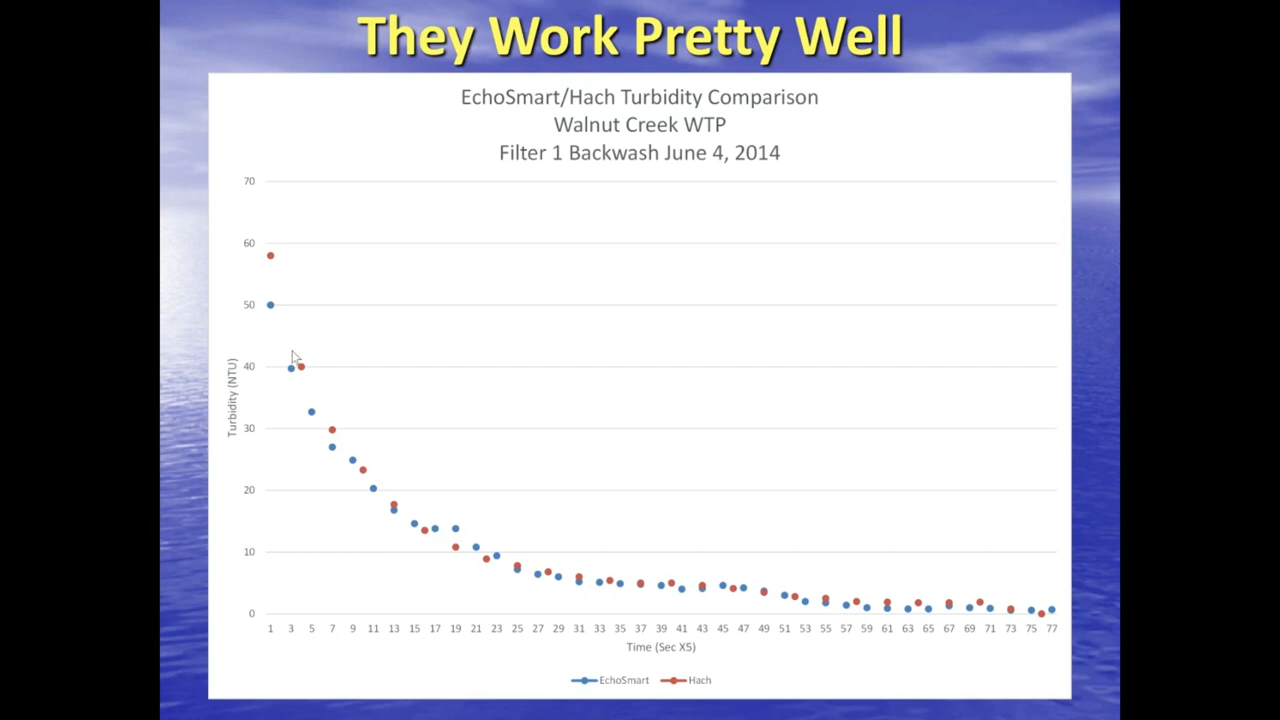 They Work Pretty Well
EchoSmart/Hach Turbidity Comparison
Walnut Creek WTP
Filter 1 Backwash June 4, 2014
70
60
50
40
30
20
10
0
Turbidity (NTU)
1 3 5 7 9 11 13 15 17 19 21 23 25 27 29 31 33 35 37 39 41 43 45 47 49 51 53 55 57 59 61 63 65 67 69 71 73 75 77
Time (Sec X5)
EchoSmart Hach